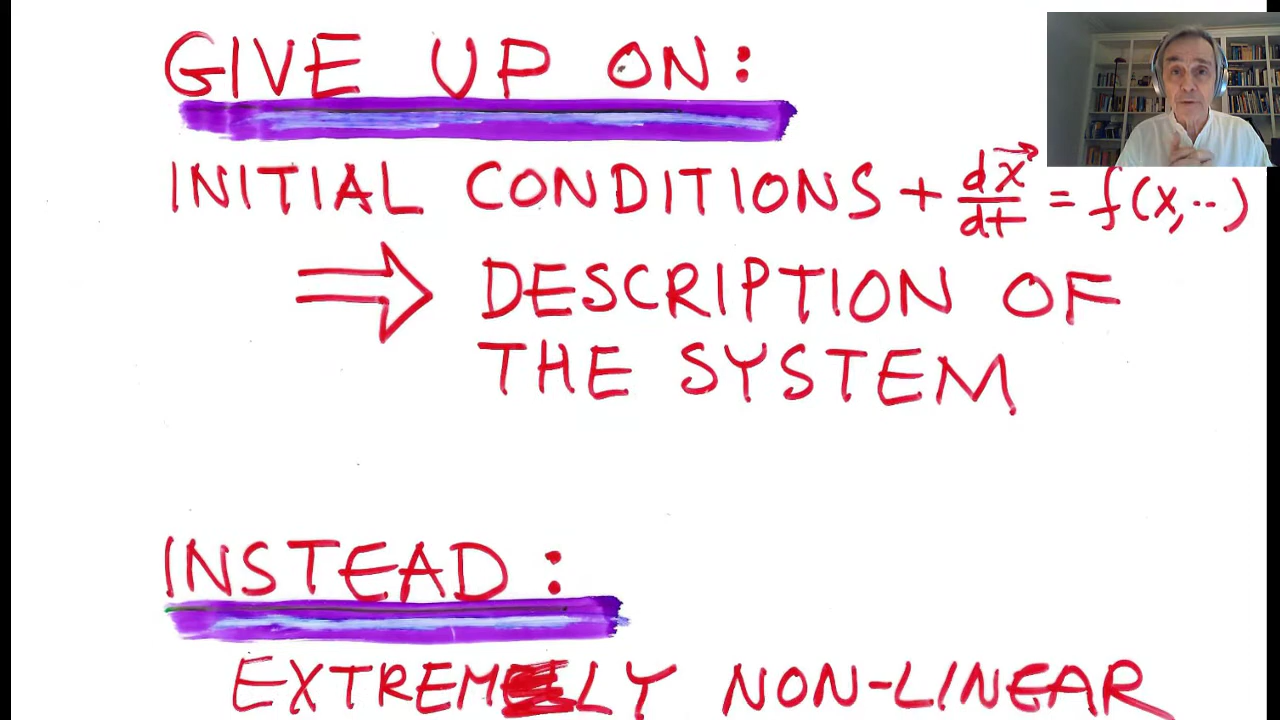 GIVE UP ON:
INITIAL CONDITIONS + dx⃗/dt = f(x,..)
⇒ DESCRIPTION OF
THE SYSTEM
INSTEAD:
EXTREMELY NON-LINEAR